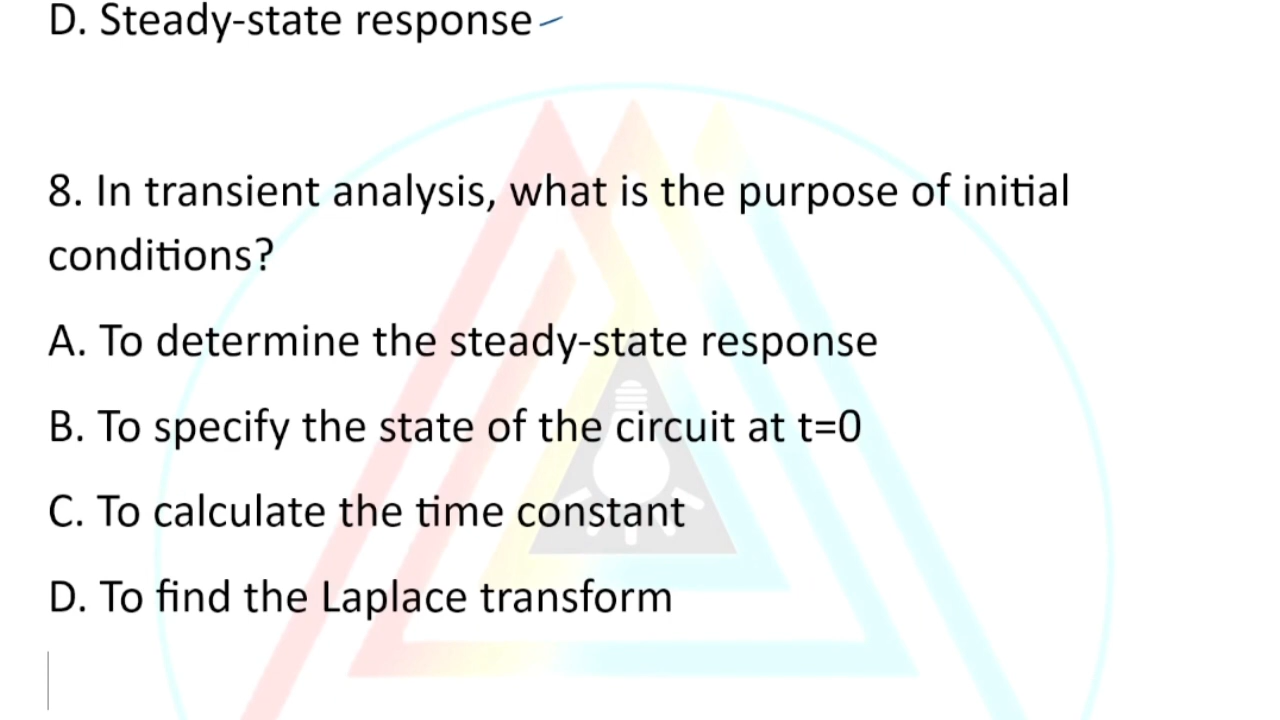 D. Steady-state response
8. In transient analysis, what is the purpose of initial
conditions?
A. To determine the steady-state response
B. To specify the state of the circuit at t=0
C. To calculate the time constant
D. To find the Laplace transform